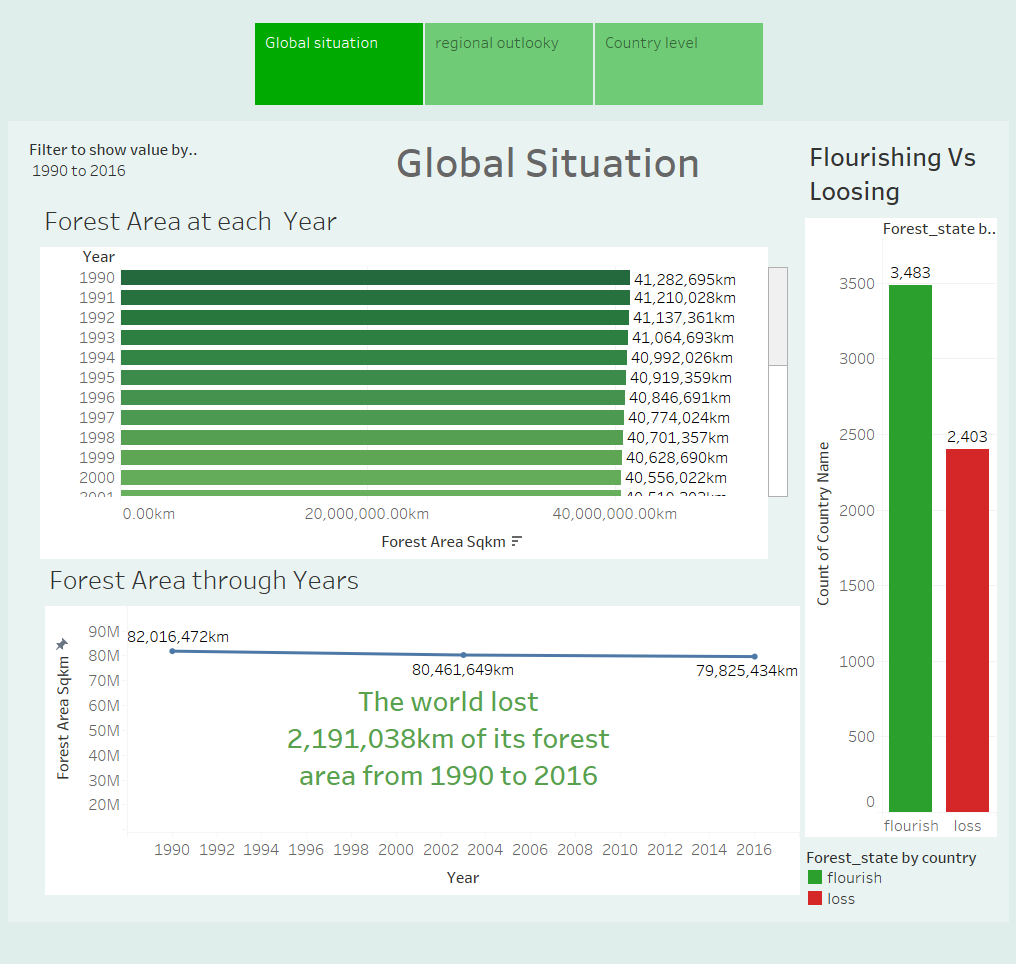 Global situation
regional outlooky
Country level
Filter to show value by..
1990 to 2016
Global Situation
Flourishing Vs
Loosing
Forest Area at each Year
Year
1990 41,282,695km
1991 41,210,028km
1992 41,137,361km
1993 41,064,693km
1994 40,992,026km
1995 40,919,359km
1996 40,846,691km
1997 40,774,024km
1998 40,701,357km
1999 40,628,690km
2000 40,556,022km
2001
0.00km 20,000,000.00km 40,000,000.00km
Forest Area Sqkm
Forest Area through Years
Forest Area Sqkm
90M
80M
70M
60M
50M
40M
30M
20M
82,016,472km
80,461,649km
79,825,434km
The world lost
2,191,038km of its forest
area from 1990 to 2016
1990 1992 1994 1996 1998 2000 2002 2004 2006 2008 2010 2012 2014 2016
Year
Forest_state b..
Count of Country Name
3500
3000
2500
2000
1500
1000
500
0
3,483
2,403
flourish loss
Forest_state by country
flourish
loss